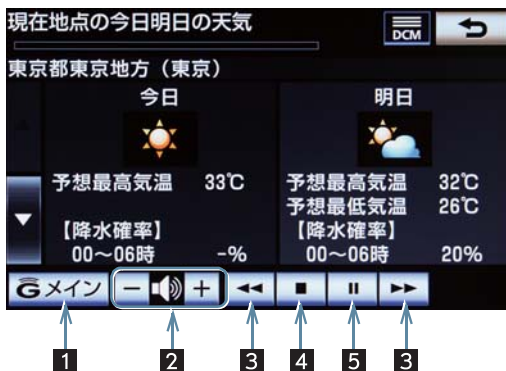 現在地点の今日明日の天気
DCM
東京都東京地方（東京）
今日
明日
予想最高気温 33℃
予想最高気温 32℃
予想最低気温 26℃
【降水確率】
00～06時 -%
【降水確率】
00～06時 20%
G メイン
− +
1 2 3 4 5 3